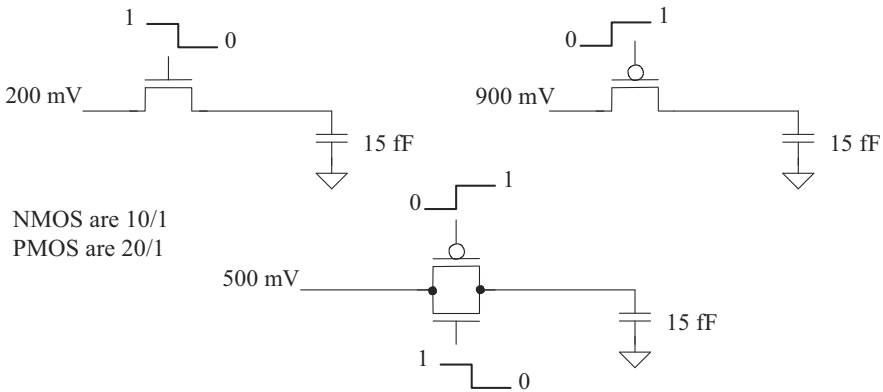 1
0
200 mV
15 fF
1
0
900 mV
15 fF
NMOS are 10/1
PMOS are 20/1
1
0
500 mV
15 fF
1
0